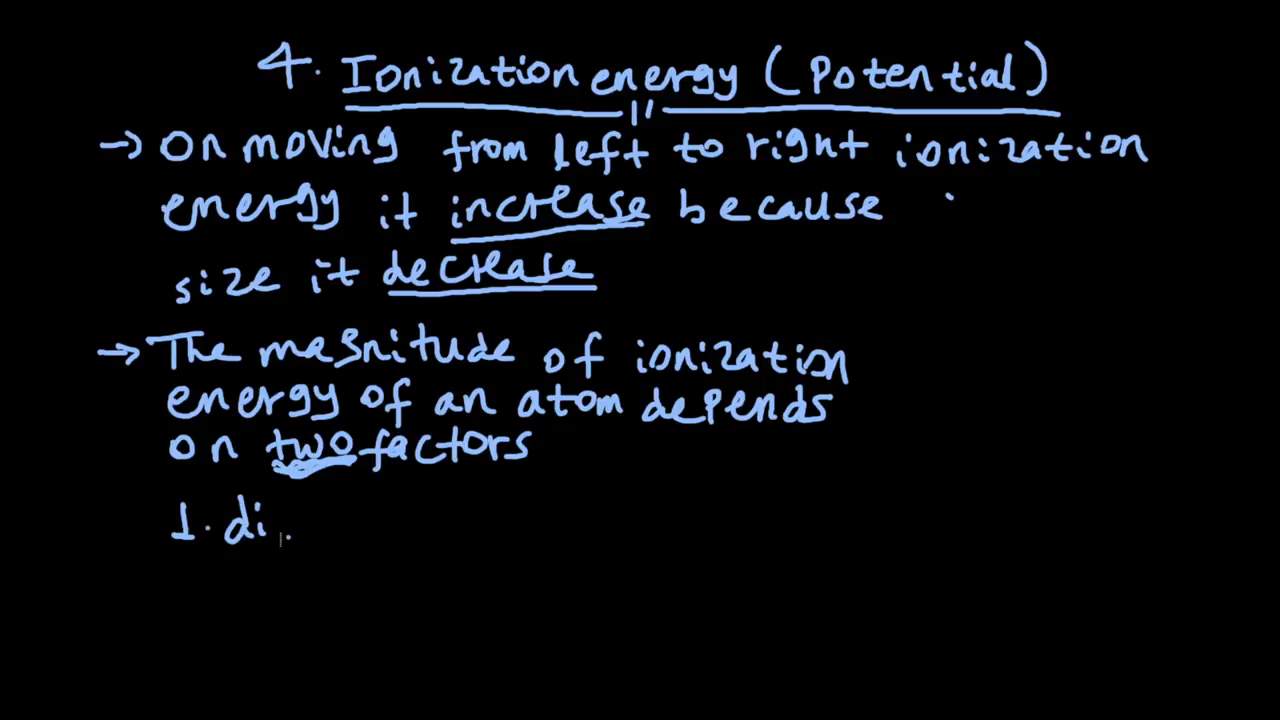 4. Ionization energy (Potential)
→ On moving from left to right ionization
energy it increase because
size it decrease
→ The magnitude of ionization
energy of an atom depends
on two factors
1. di